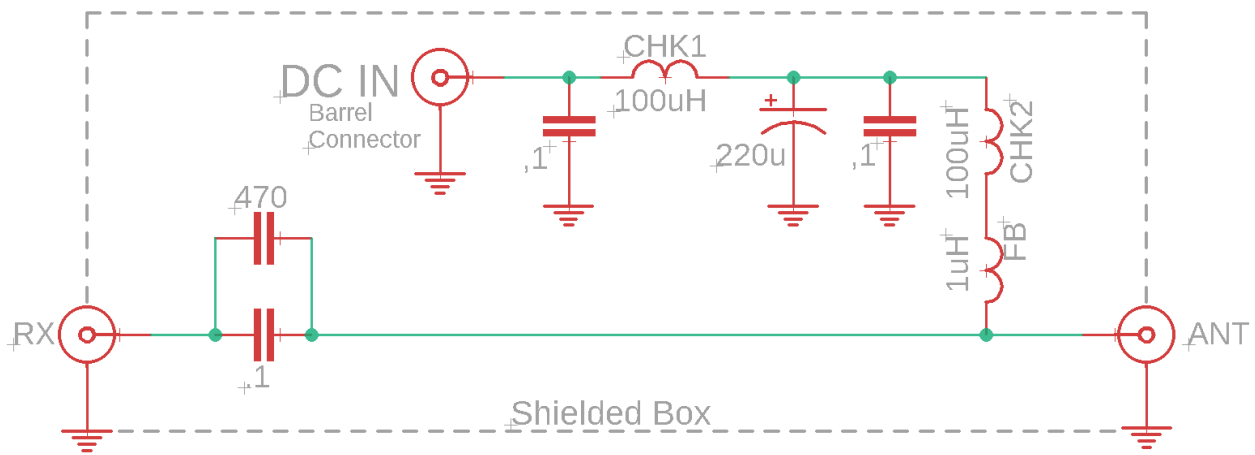 CHK1
DC IN
100uH
Barrel
Connector
+
220u
,1
,1
100uH
CHK2
470
1uH
FB
RX
ANT
.1
Shielded Box